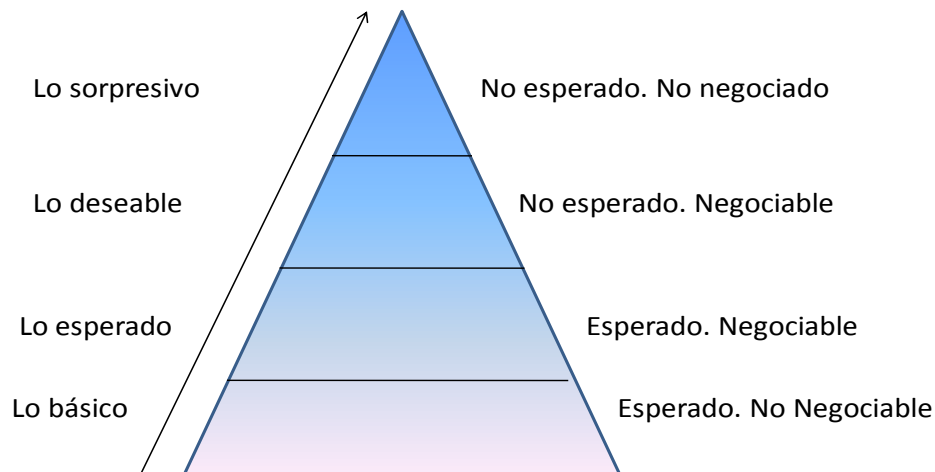 Lo sorpresivo
No esperado. No negociado
Lo deseable
No esperado. Negociable
Lo esperado
Esperado. Negociable
Lo básico
Esperado. No Negociable